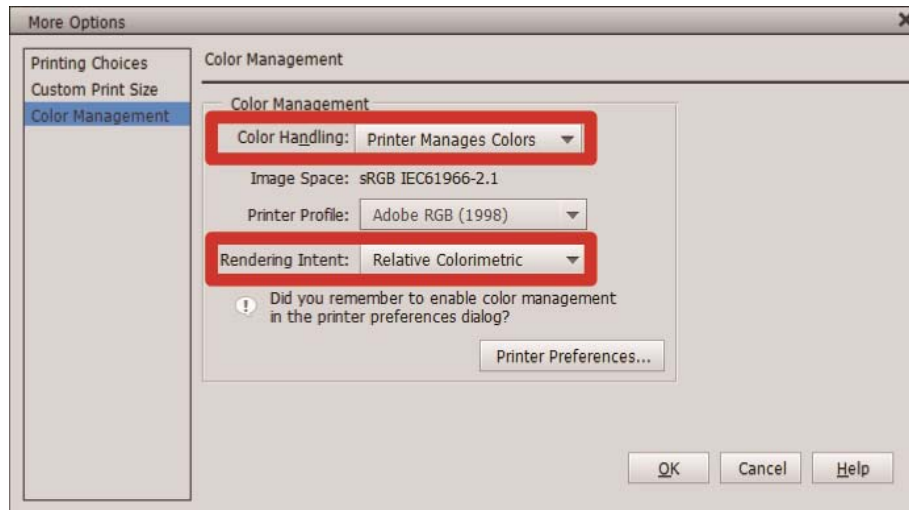 More Options
Printing Choices
Custom Print Size
Color Management
Color Management
Color Management
Color Handling: Printer Manages Colors
Image Space: sRGB IEC61966-2.1
Printer Profile: Adobe RGB (1998)
Rendering Intent: Relative Colorimetric
Did you remember to enable color management
in the printer preferences dialog?
Printer Preferences...
OK Cancel Help